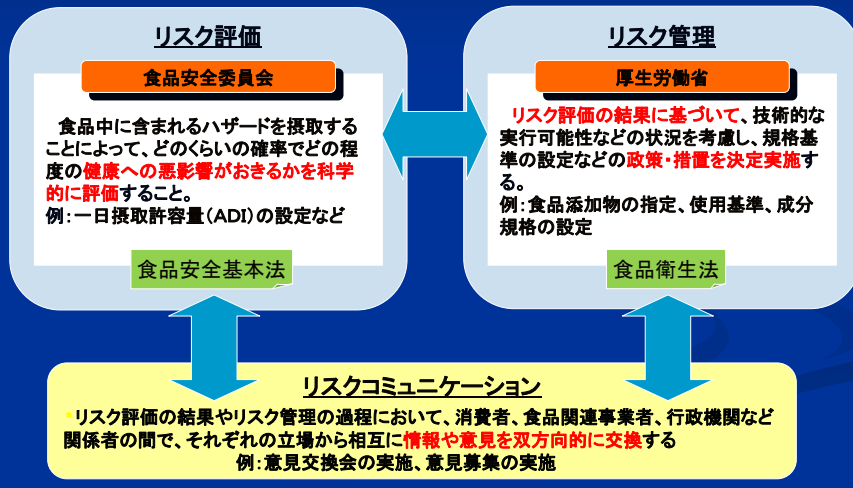 リスク評価
食品安全委員会
食品中に含まれるハザードを摂取する
ことによって、どのくらいの確率でどの程
度の健康への悪影響がおきるかを科学
的に評価すること。
例：一日摂取許容量（ADI）の設定など
食品安全基本法
リスク管理
厚生労働省
リスク評価の結果に基づいて、技術的な
実行可能性などの状況を考慮し、規格基
準の設定などの政策・措置を決定実施す
る。
例：食品添加物の指定、使用基準、成分
規格の設定
食品衛生法
リスクコミュニケーション
・リスク評価の結果やリスク管理の過程において、消費者、食品関連事業者、行政機関など
関係者の間で、それぞれの立場から相互に情報や意見を双方向的に交換する
例：意見交換会の実施、意見募集の実施